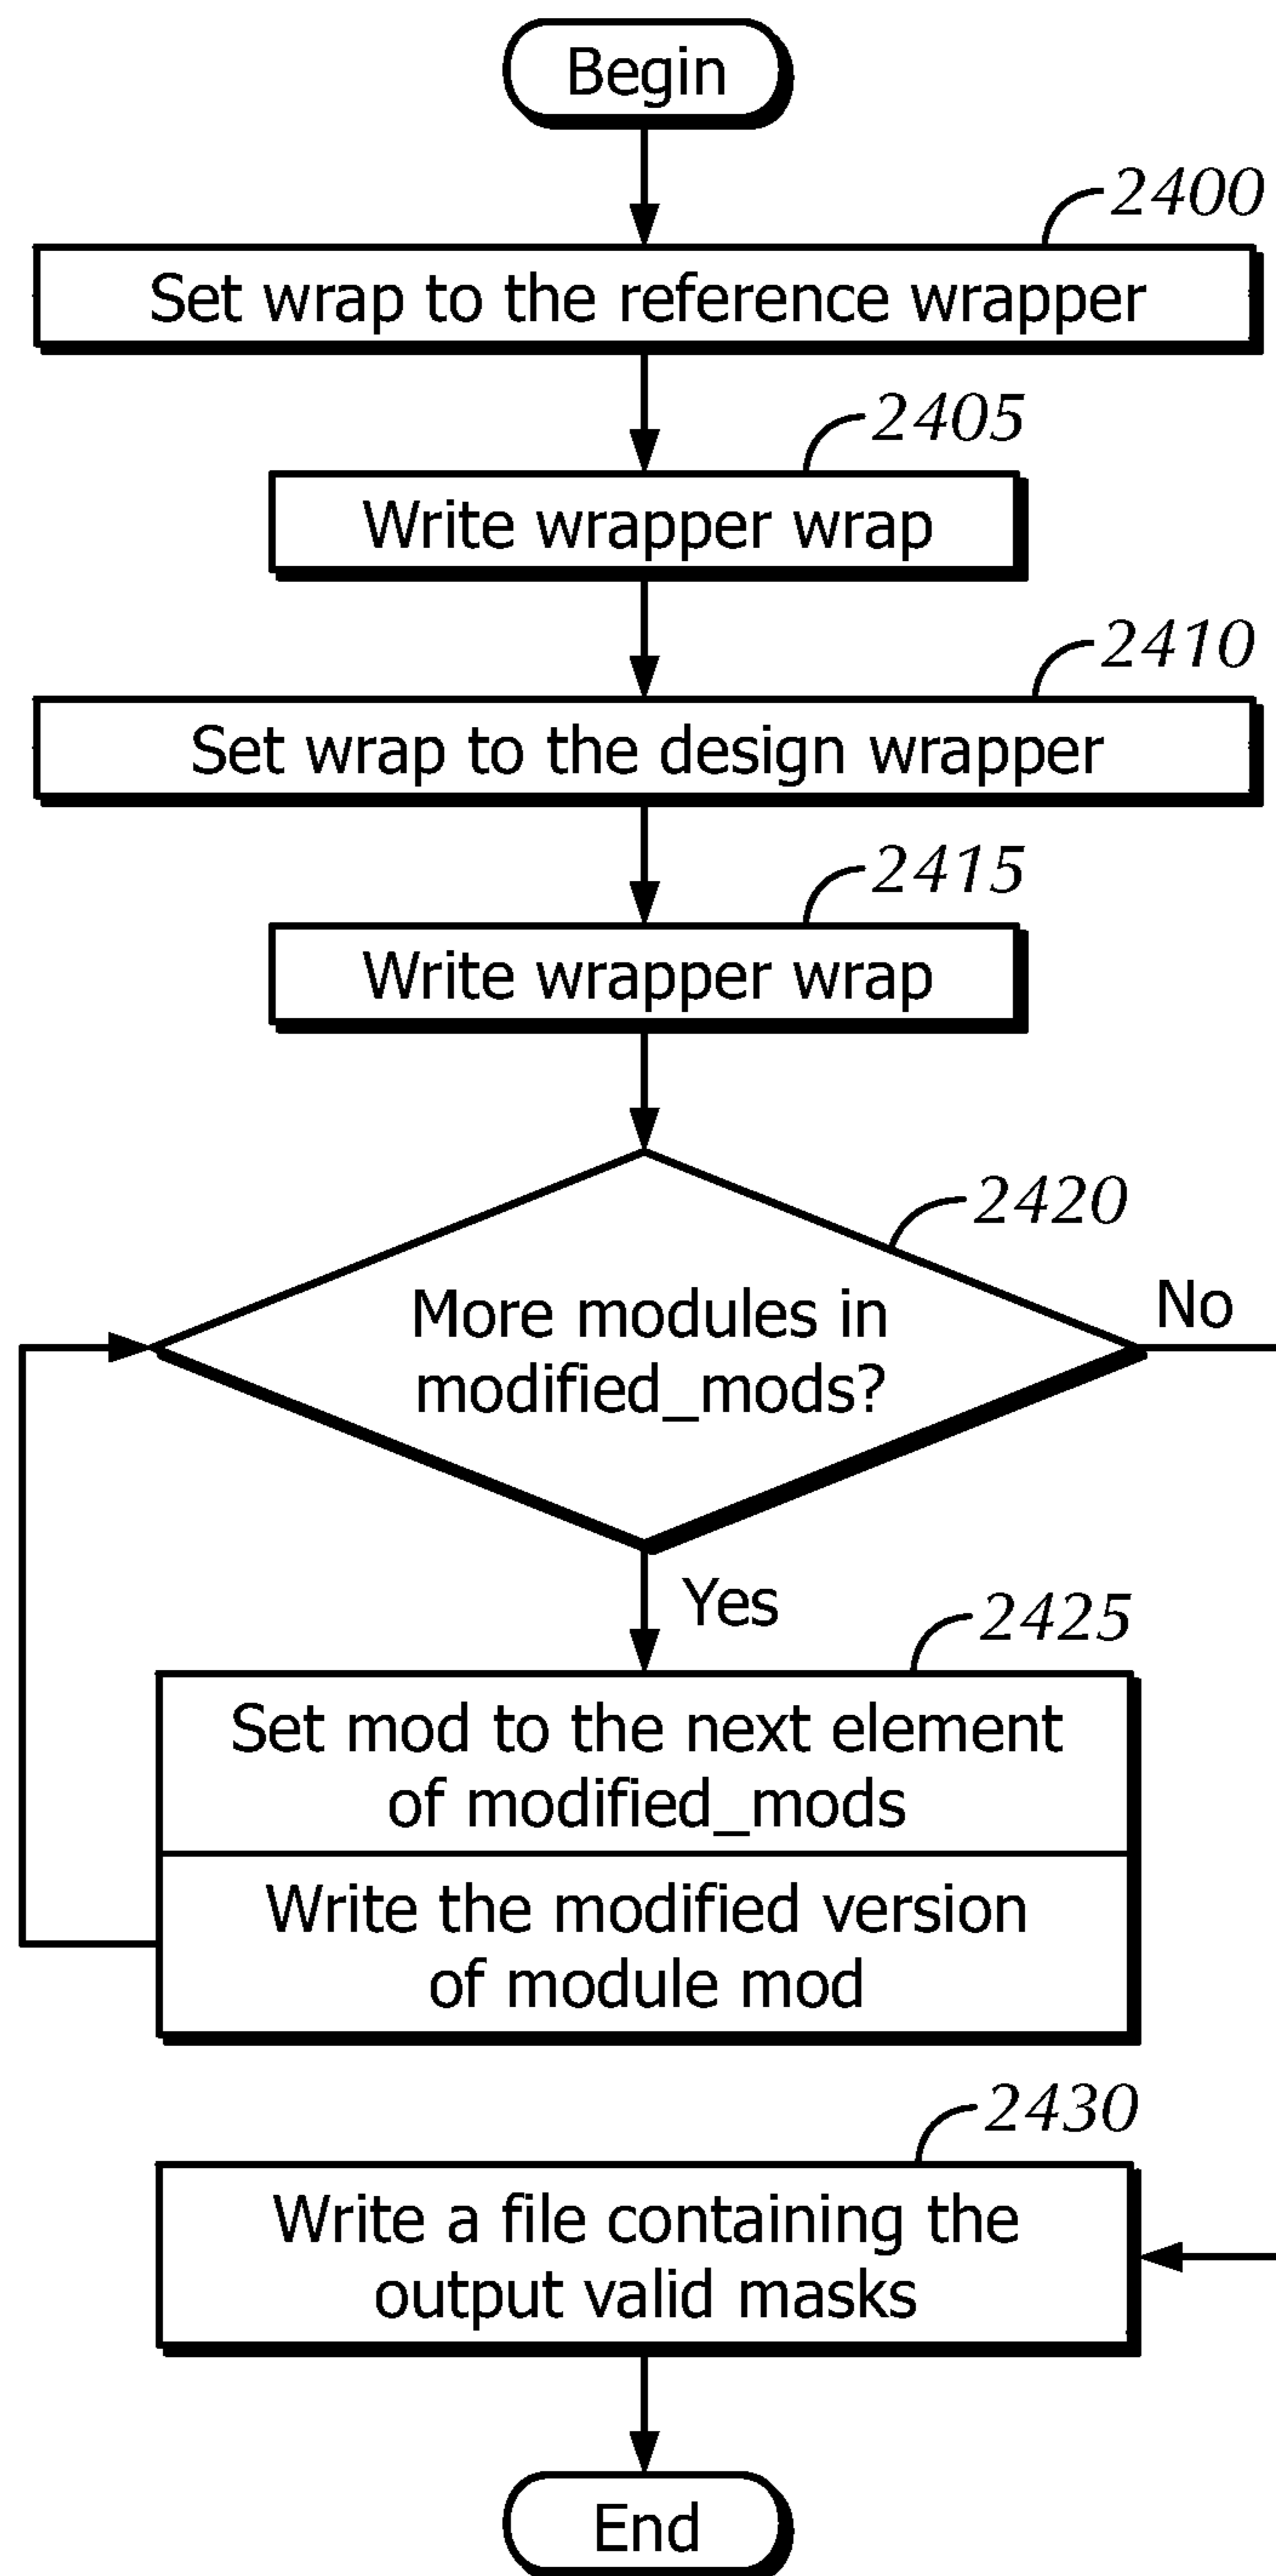 Begin
2400
Set wrap to the reference wrapper
2405
Write wrapper wrap
2410
Set wrap to the design wrapper
2415
Write wrapper wrap
2420
More modules in
modified_mods?
No
Yes
2425
Set mod to the next element
of modified_mods
Write the modified version
of module mod
2430
Write a file containing the
output valid masks
End